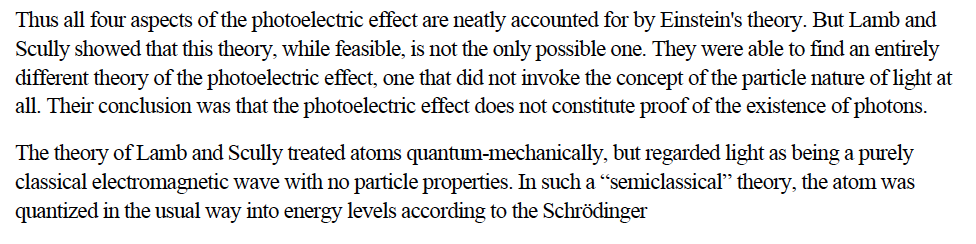 Thus all four aspects of the photoelectric effect are neatly accounted for by Einstein's theory. But Lamb and
Scully showed that this theory, while feasible, is not the only possible one. They were able to find an entirely
different theory of the photoelectric effect, one that did not invoke the concept of the particle nature of light at
all. Their conclusion was that the photoelectric effect does not constitute proof of the existence of photons.
The theory of Lamb and Scully treated atoms quantum-mechanically, but regarded light as being a purely
classical electromagnetic wave with no particle properties. In such a “semiclassical” theory, the atom was
quantized in the usual way into energy levels according to the Schrödinger